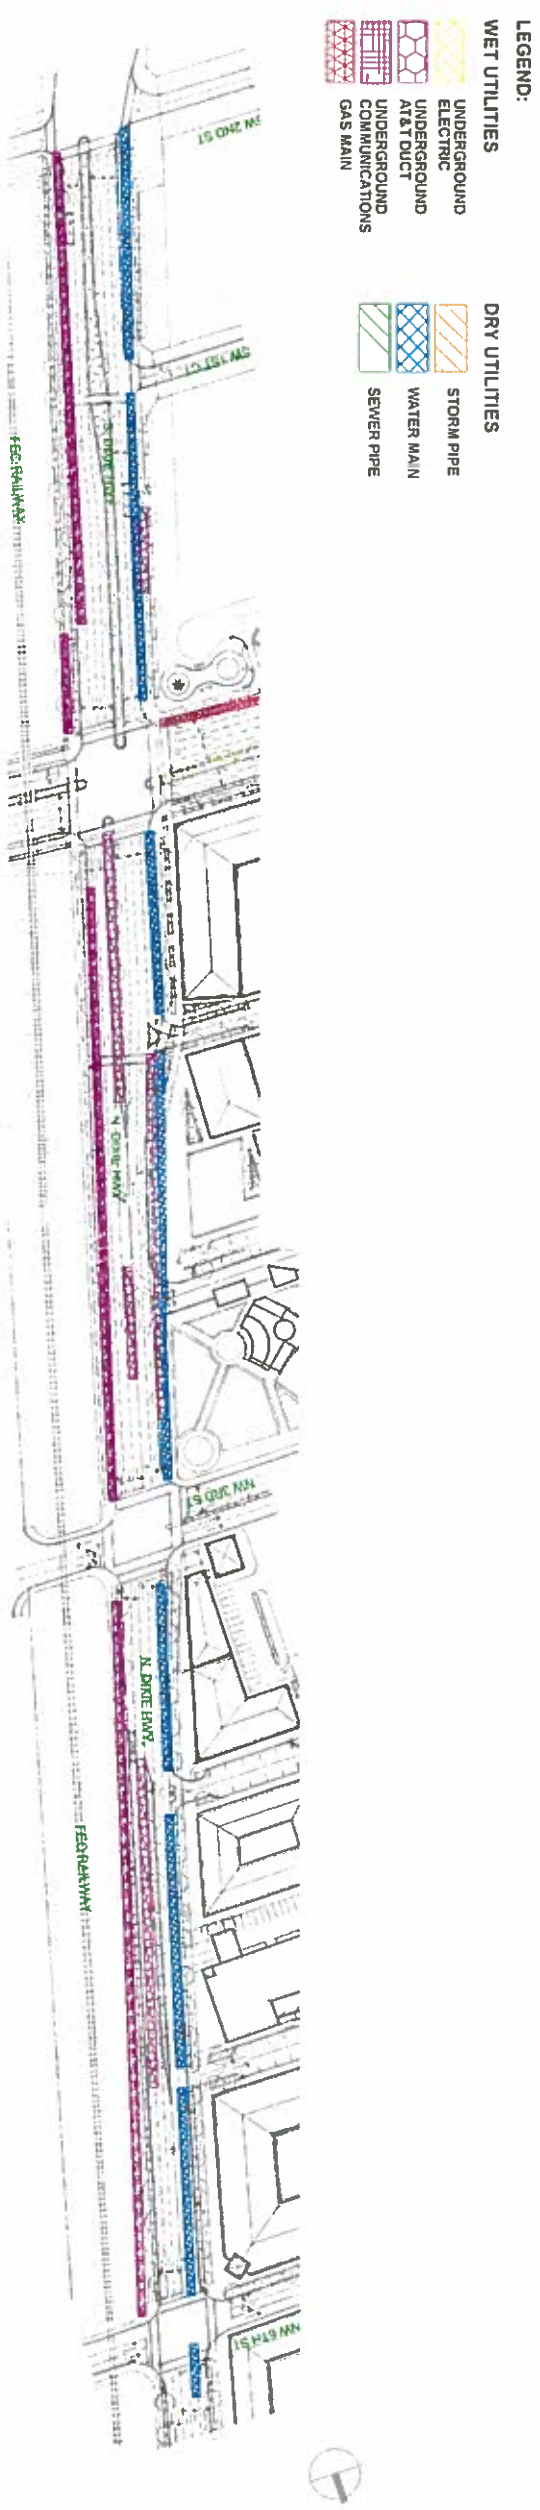 LEGEND:
WET UTILITIES
UNDERGROUND
ELECTRIC
UNDERGROUND
AT&T DUCT
UNDERGROUND
COMMUNICATIONS
GAS MAIN
DRY UTILITIES
STORM PIPE
WATER MAIN
SEWER PIPE
SW 2ND ST
SW 1ST CT
S. DIXIE HWY
FEC RAILWAY
N. DIXIE HWY
NW 3RD ST
N. DIXIE HWY.
FEC RAILWAY
NW 6TH ST